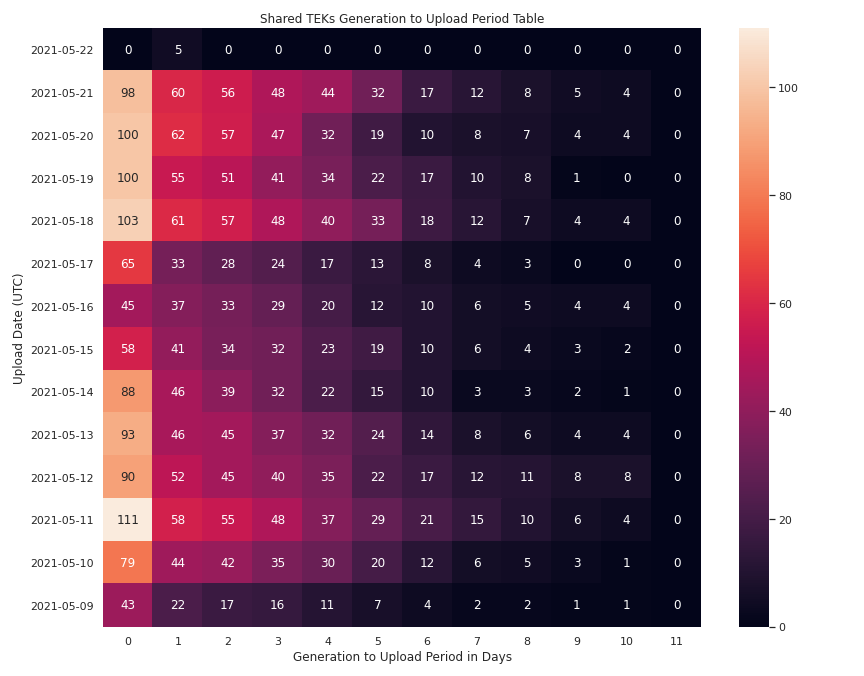 Shared TEKs Generation to Upload Period Table
2021-05-22 0 5 0 0 0 0 0 0 0 0 0 0
2021-05-21 98 60 56 48 44 32 17 12 8 5 4 0
2021-05-20 100 62 57 47 32 19 10 8 7 4 4 0
2021-05-19 100 55 51 41 34 22 17 10 8 1 0 0
2021-05-18 103 61 57 48 40 33 18 12 7 4 4 0
2021-05-17 65 33 28 24 17 13 8 4 3 0 0 0
2021-05-16 45 37 33 29 20 12 10 6 5 4 4 0
2021-05-15 58 41 34 32 23 19 10 6 4 3 2 0
2021-05-14 88 46 39 32 22 15 10 3 3 2 1 0
2021-05-13 93 46 45 37 32 24 14 8 6 4 4 0
2021-05-12 90 52 45 40 35 22 17 12 11 8 8 0
2021-05-11 111 58 55 48 37 29 21 15 10 6 4 0
2021-05-10 79 44 42 35 30 20 12 6 5 3 1 0
2021-05-09 43 22 17 16 11 7 4 2 2 1 1 0
0 1 2 3 4 5 6 7 8 9 10 11
Generation to Upload Period in Days
Upload Date (UTC)
100
80
60
40
20
0